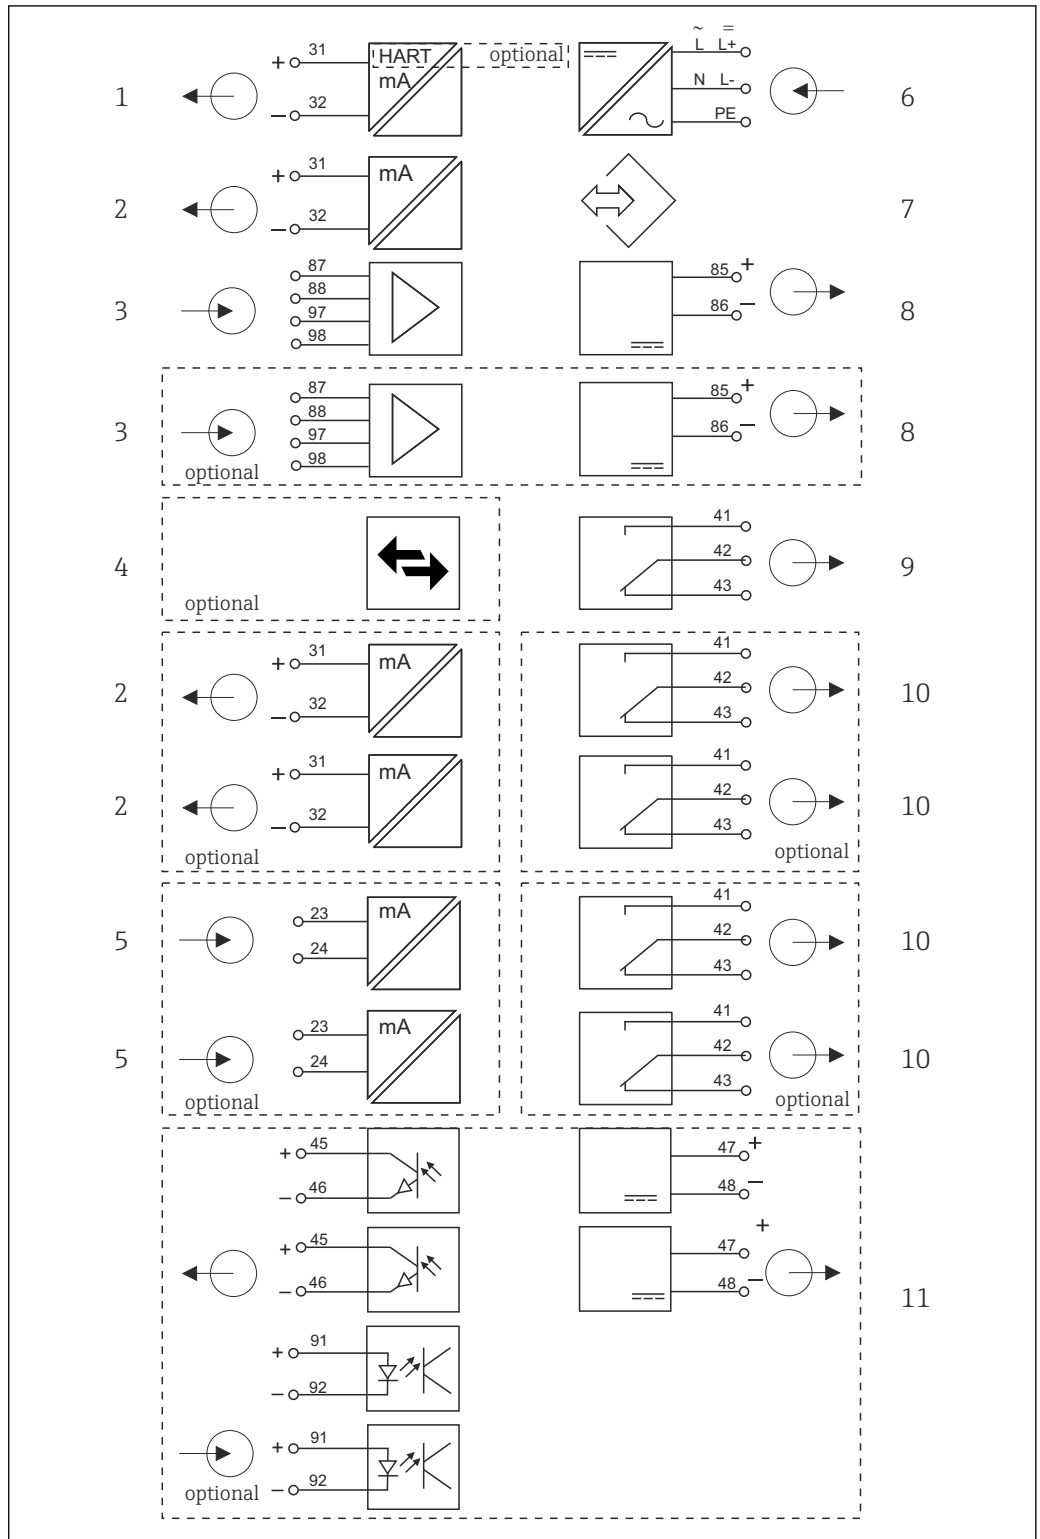 ~ =
+ 31 HART optional L L+
1 mA N L- 6
− 32 PE
+ 31 mA
2 7
− 32
87 85 +
88
3 97 86 − 8
98
87 85 +
88
3 97 86 − 8
98
optional
41
4 42 9
optional 43
+ 31 mA 41
2 42 10
− 32 43
+ 31 mA 41
2 42 10
− 32 43
optional optional
23 mA 41
5 24 42 10
43
23 mA 41
5 24 42 10
43
optional optional
+ 45 47 +
− 46 48 −
+ 45 47 +
− 46 48 −
11
+ 91
− 92
+ 91
optional − 92